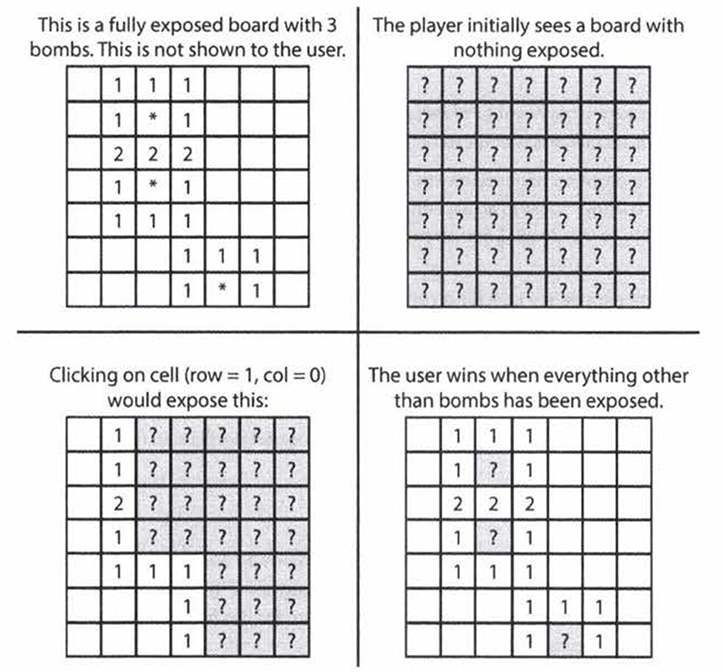 This is a fully exposed board with 3
bombs. This is not shown to the user.
1 1 1
1 * 1
2 2 2
1 * 1
1 1 1
1 1 1
1 * 1
The player initially sees a board with
nothing exposed.
? ? ? ? ? ? ?
? ? ? ? ? ? ?
? ? ? ? ? ? ?
? ? ? ? ? ? ?
? ? ? ? ? ? ?
? ? ? ? ? ? ?
? ? ? ? ? ? ?
Clicking on cell (row = 1, col = 0)
would expose this:
1 ? ? ? ? ?
1 ? ? ? ? ?
2 ? ? ? ? ?
1 ? ? ? ? ?
1 1 1 ? ? ?
1 ? ? ?
1 ? ? ?
The user wins when everything other
than bombs has been exposed.
1 1 1
1 ? 1
2 2 2
1 ? 1
1 1 1
1 1 1
1 ? 1